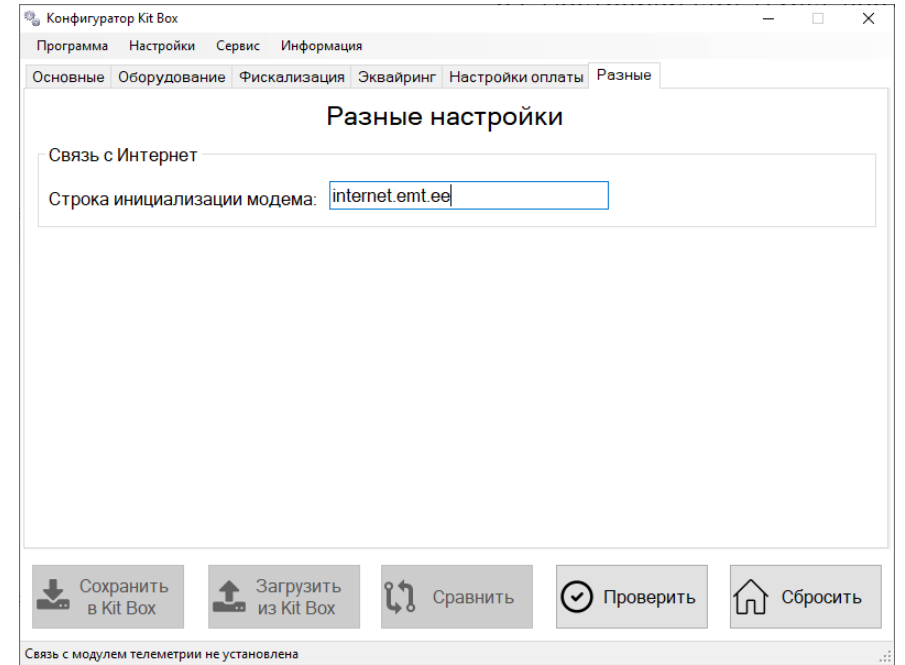 Конфигуратор Kit Box
Программа Настройки Сервис Информация
Основные Оборудование Фискализация Эквайринг Настройки оплаты Разные
Разные настройки
Связь с Интернет
Строка инициализации модема: internet.emt.ee
Сохранить в Kit Box
Загрузить из Kit Box
Сравнить
Проверить
Сбросить
Связь с модулем телеметрии не установлена